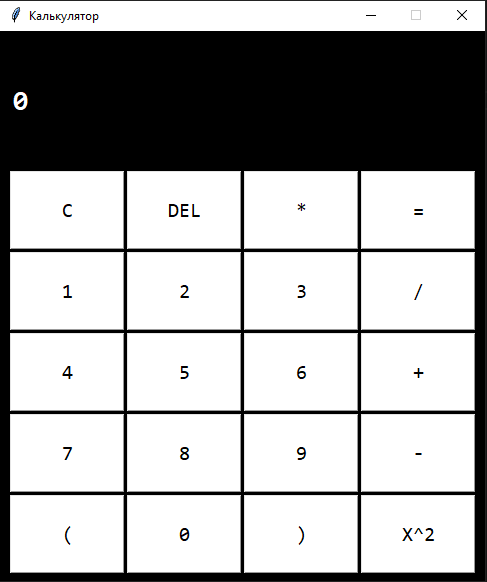 Калькулятор
0
C DEL * =
1 2 3 /
4 5 6 +
7 8 9 -
( 0 ) X^2